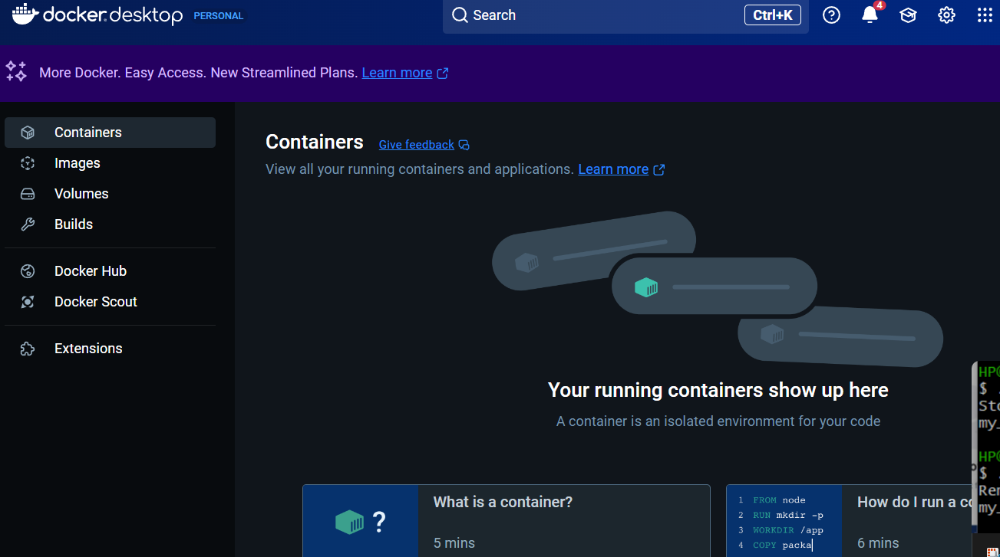 docker.desktop PERSONAL
Search
Ctrl+K
4
More Docker. Easy Access. New Streamlined Plans. Learn more
Containers
Images
Volumes
Builds
Docker Hub
Docker Scout
Extensions
Containers Give feedback
View all your running containers and applications. Learn more
Your running containers show up here
A container is an isolated environment for your code
?
What is a container?
5 mins
1 FROM node
2 RUN mkdir -p
3 WORKDIR /app
4 COPY packa
How do I run a co
6 mins
HP@
$ .
Sto
my_
HP@
$ .
Rem
my_